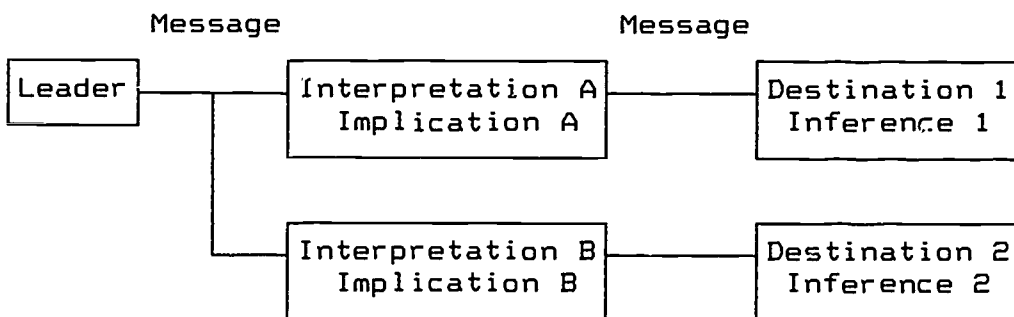 Message Message
Leader
Interpretation A
Implication A
Destination 1
Inference 1
Interpretation B
Implication B
Destination 2
Inference 2